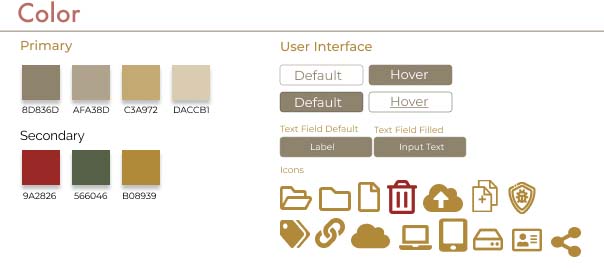 Color
Primary
8D836D AFA38D C3A972 DACCB1
Secondary
9A2826 566046 B08939
User Interface
Default Hover
Default Hover
Text Field Default Text Field Filled
Label Input Text
Icons